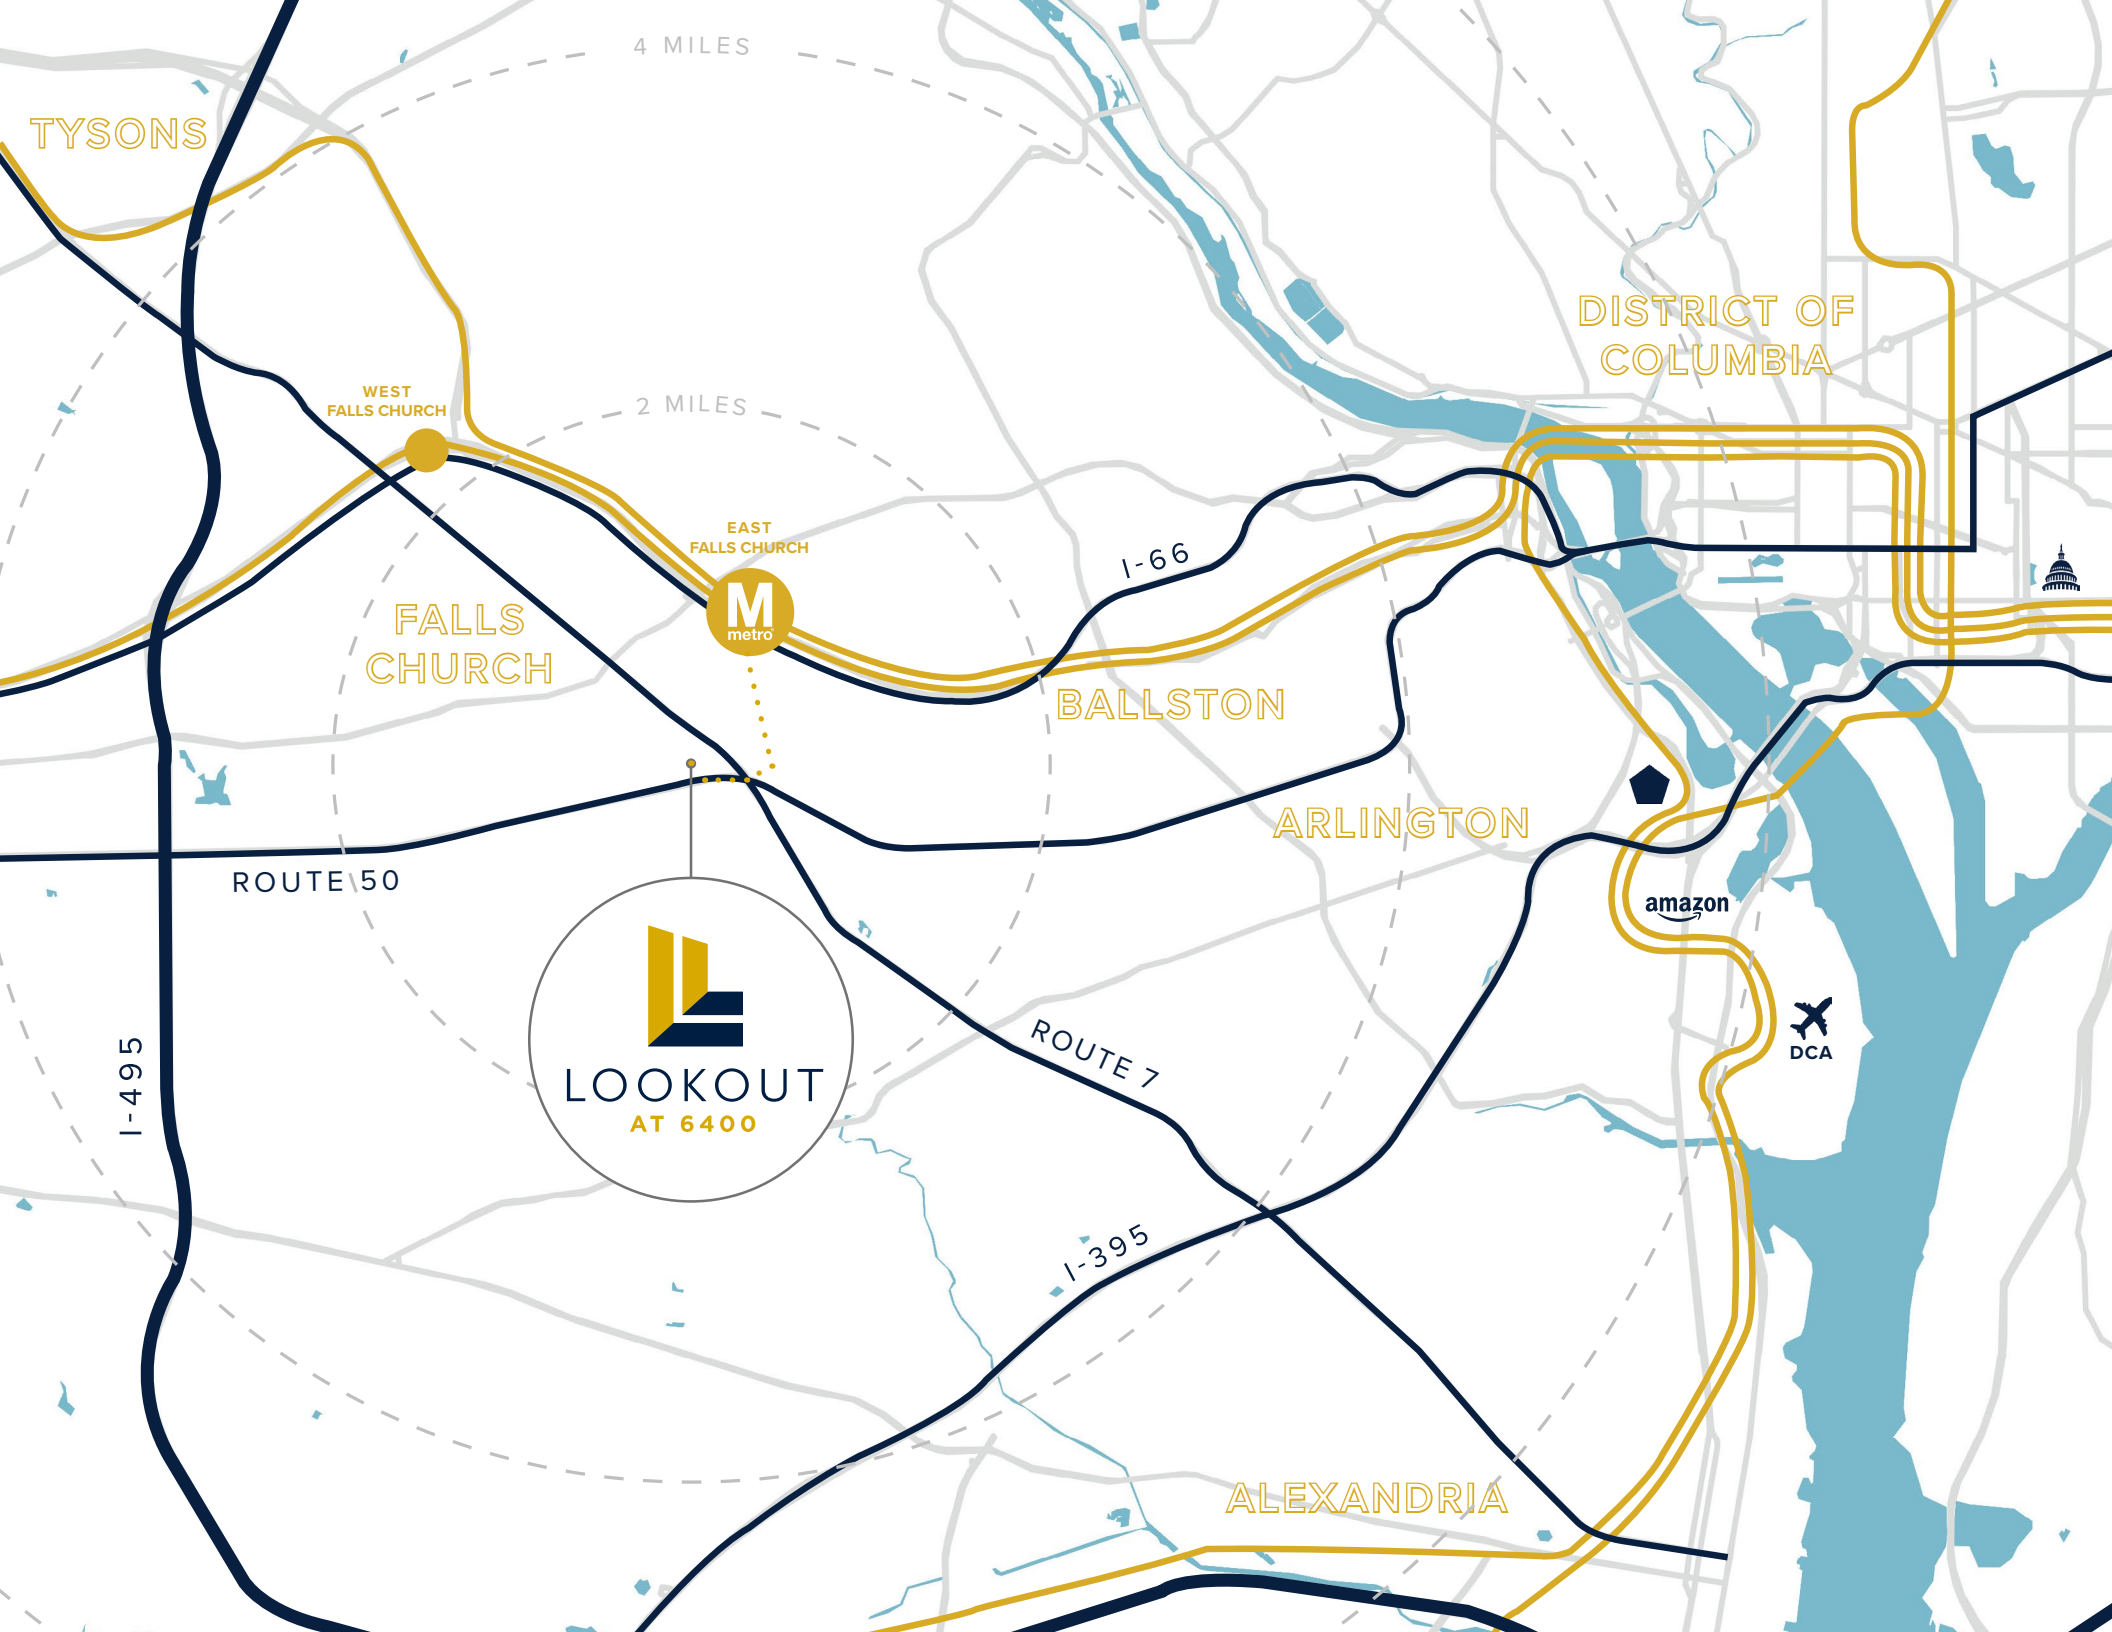 4 MILES
TYSONS
DISTRICT OF
COLUMBIA
WEST
FALLS CHURCH
2 MILES
EAST
FALLS CHURCH
I-66
M
metro
FALLS
CHURCH
BALLSTON
ARLINGTON
ROUTE 50
amazon
LOOKOUT
AT 6400
ROUTE 7
DCA
I-495
I-395
ALEXANDRIA